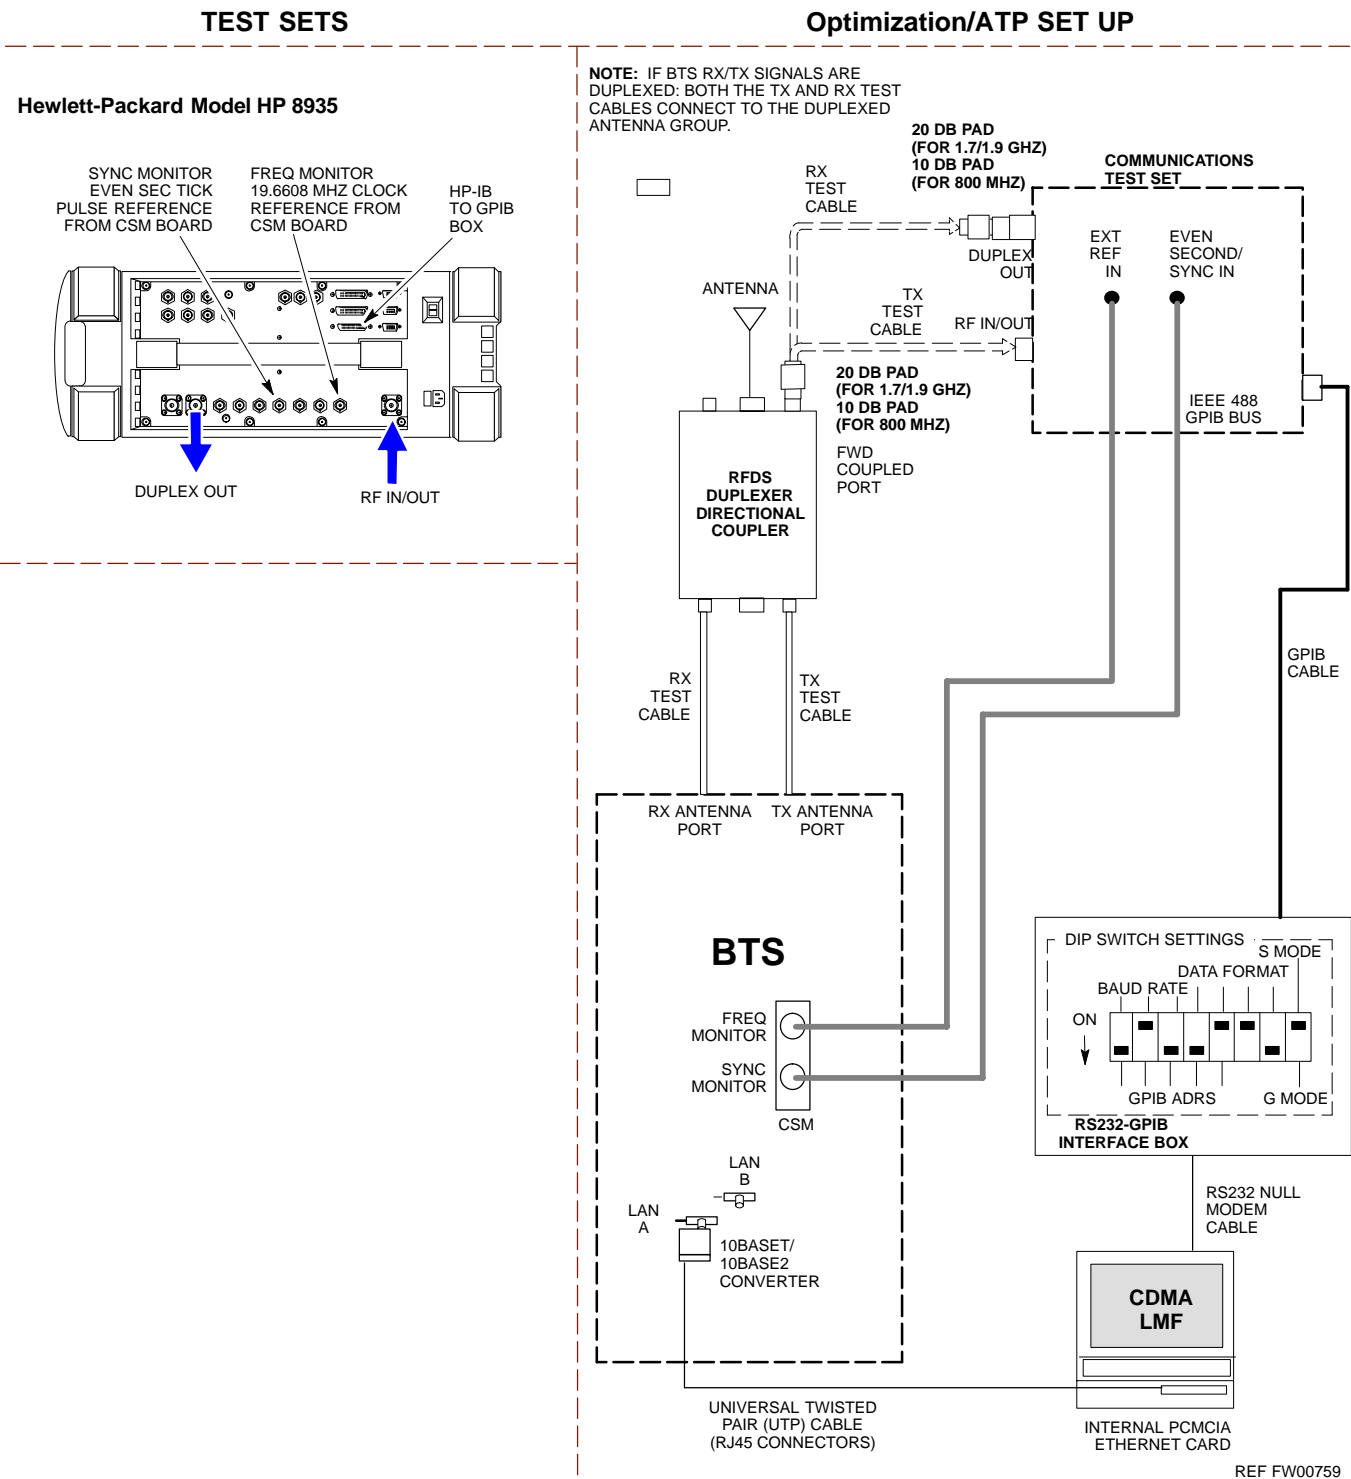 TEST SETS
Optimization/ATP SET UP
Hewlett-Packard Model HP 8935
SYNC MONITOR
EVEN SEC TICK
PULSE REFERENCE
FROM CSM BOARD
FREQ MONITOR
19.6608 MHZ CLOCK
REFERENCE FROM
CSM BOARD
HP-IB
TO GPIB
BOX
DUPLEX OUT
RF IN/OUT
NOTE: IF BTS RX/TX SIGNALS ARE
DUPLEXED: BOTH THE TX AND RX TEST
CABLES CONNECT TO THE DUPLEXED
ANTENNA GROUP.
20 DB PAD
(FOR 1.7/1.9 GHZ)
10 DB PAD
(FOR 800 MHZ)
RX
TEST
CABLE
COMMUNICATIONS
TEST SET
EXT
REF
IN
EVEN
SECOND/
SYNC IN
DUPLEX
OUT
ANTENNA
TX
TEST
CABLE
RF IN/OUT
20 DB PAD
(FOR 1.7/1.9 GHZ)
10 DB PAD
(FOR 800 MHZ)
IEEE 488
GPIB BUS
FWD
COUPLED
PORT
RFDS
DUPLEXER
DIRECTIONAL
COUPLER
RX
TEST
CABLE
TX
TEST
CABLE
GPIB
CABLE
RX ANTENNA
PORT
TX ANTENNA
PORT
BTS
FREQ
MONITOR
SYNC
MONITOR
CSM
LAN
B
LAN
A
10BASET/
10BASE2
CONVERTER
DIP SWITCH SETTINGS
S MODE
DATA FORMAT
BAUD RATE
ON
GPIB ADRS
G MODE
RS232-GPIB
INTERFACE BOX
RS232 NULL
MODEM
CABLE
CDMA
LMF
UNIVERSAL TWISTED
PAIR (UTP) CABLE
(RJ45 CONNECTORS)
INTERNAL PCMCIA
ETHERNET CARD
REF FW00759